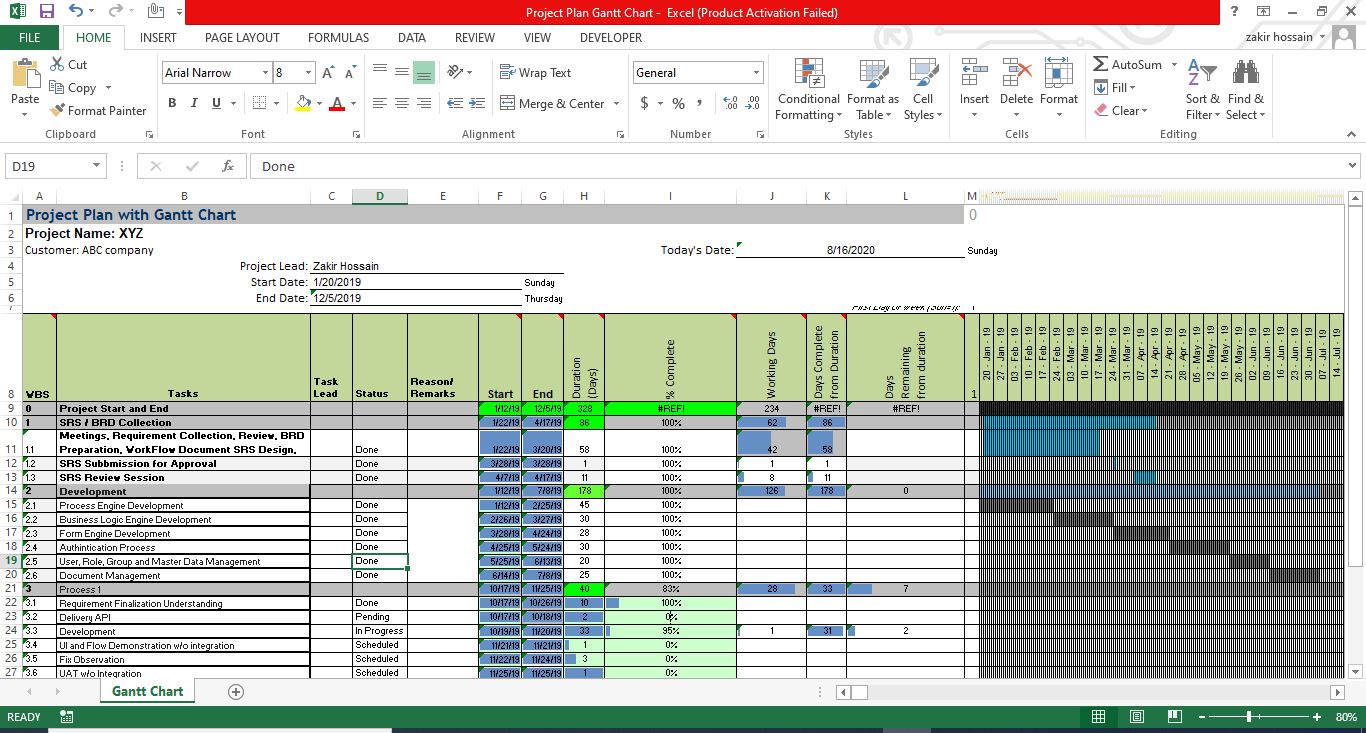 Project Plan Gantt Chart - Excel (Product Activation Failed)
?
FILE HOME INSERT PAGE LAYOUT FORMULAS DATA REVIEW VIEW DEVELOPER zakir hossain
Cut
Copy
Format Painter
Paste
Clipboard
Arial Narrow 8
B I U
Font
Wrap Text
Merge & Center
Alignment
General
$ % ,
Number
Conditional Formatting
Format as Table
Cell Styles
Styles
Insert Delete Format
Cells
AutoSum
Fill
Clear
Sort & Filter
Find & Select
Editing
D19 fx Done
A B C D E F G H I J K L M
1 Project Plan with Gantt Chart 0
2 Project Name: XYZ
3 Customer: ABC company Today's Date: 8/16/2020 Sunday
4 Project Lead: Zakir Hossain
5 Start Date: 1/20/2019 Sunday
6 End Date: 12/5/2019 Thursday
8 WBS Tasks Task Lead Status Reason/ Remarks Start End Duration (Days) % Complete Working Days Days Complete from Duration Days Remaining from duration 1
20 - Jan - 19 27 - Jan - 19 03 - Feb - 19 10 - Feb - 19 17 - Feb - 19 24 - Feb - 19 03 - Mar - 19 10 - Mar - 19 17 - Mar - 19 24 - Mar - 19 31 - Mar - 19 07 - Apr - 19 14 - Apr - 19 21 - Apr - 19 28 - Apr - 19 05 - May - 19 12 - May - 19 19 - May - 19 26 - May - 19 02 - Jun - 19 09 - Jun - 19 16 - Jun - 19 23 - Jun - 19 30 - Jun - 19 07 - Jul - 19 14 - Jul - 19
9 0 Project Start and End 1/12/19 12/5/19 328 #REF! 234 #REF! #REF!
10 1 SRS / BRD Collection 1/22/19 4/17/19 86 100% 62 86
Meetings, Requirement Collection, Review, BRD
11 1.1 Preparation, WorkFlow Document SRS Design, Done 1/22/19 3/20/19 58 100% 42 58
12 1.2 SRS Subbmission for Approval Done 3/28/19 3/28/19 1 100% 1 1
13 1.3 SRS Review Session Done 4/7/19 4/17/19 11 100% 8 11
14 2 Development 1/12/19 7/8/19 178 100% 126 178 0
15 2.1 Process Engine Development Done 1/12/19 2/25/19 45 100%
16 2.2 Business Logic Engine Development Done 2/26/19 3/27/19 30 100%
17 2.3 Form Engine Development Done 3/28/19 4/24/19 28 100%
18 2.4 Authintication Process Done 4/25/19 5/24/19 30 100%
19 2.5 User, Role, Group and Master Data Management Done 5/25/19 6/13/19 20 100%
20 2.6 Document Management Done 6/14/19 7/8/19 25 100%
21 3 Process 1 10/17/19 11/25/19 40 83% 28 33 7
22 3.1 Requirement Finalization Understanding Done 10/17/19 10/26/19 10 100%
23 3.2 Delivery API Pending 10/17/19 10/18/19 2 0%
24 3.3 Development In Progress 10/19/19 11/20/19 33 95% 1 31 2
25 3.4 UI and Flow Demonstration w/o integration Scheduled 11/21/19 11/21/19 1 0%
26 3.5 Fix Observation Scheduled 11/22/19 11/24/19 3 0%
27 3.6 UAT w/o Integration Scheduled 11/25/19 11/25/19 1 0%
Gantt Chart
READY 80%